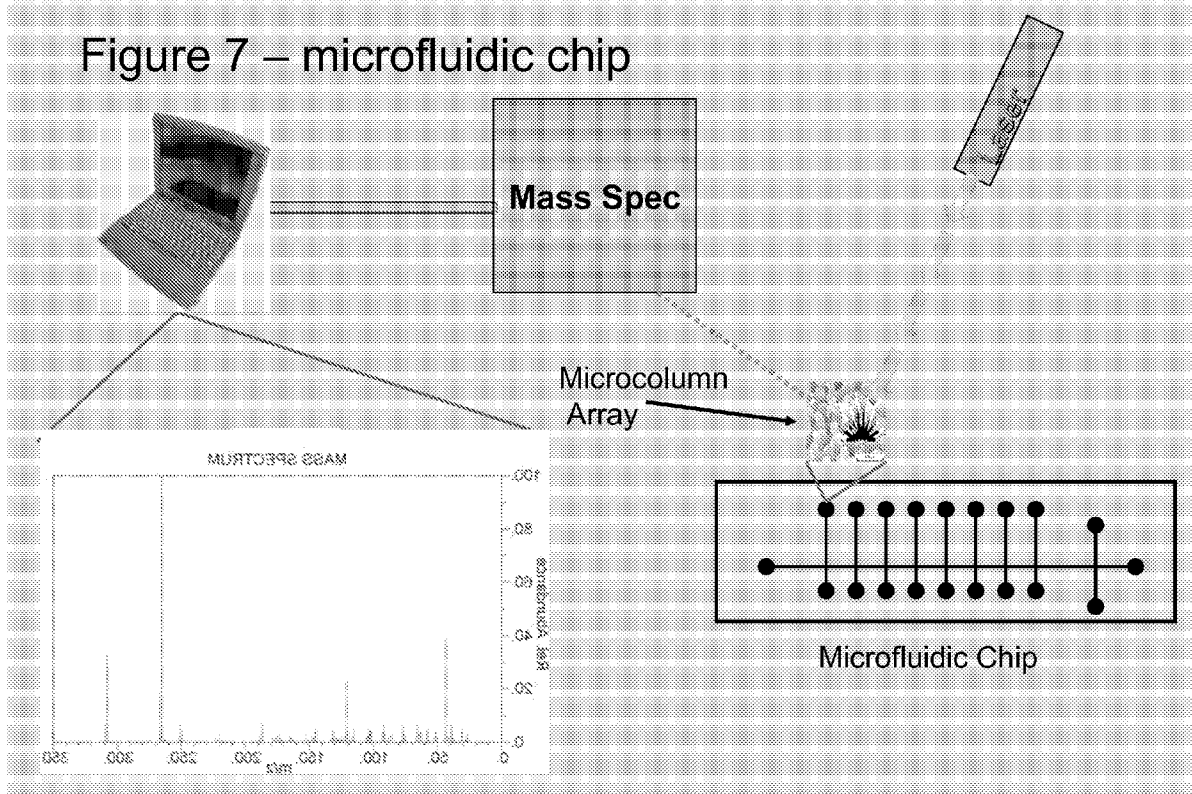 Figure 7 – microfluidic chip
Laser
Mass Spec
Microcolumn
Array
MASS SPECTRUM
100.
80.
60.
40.
20.
0.
Rel. Abundance
350
300.
250.
200.
150.
100.
50.
0
m/z
Microfluidic Chip